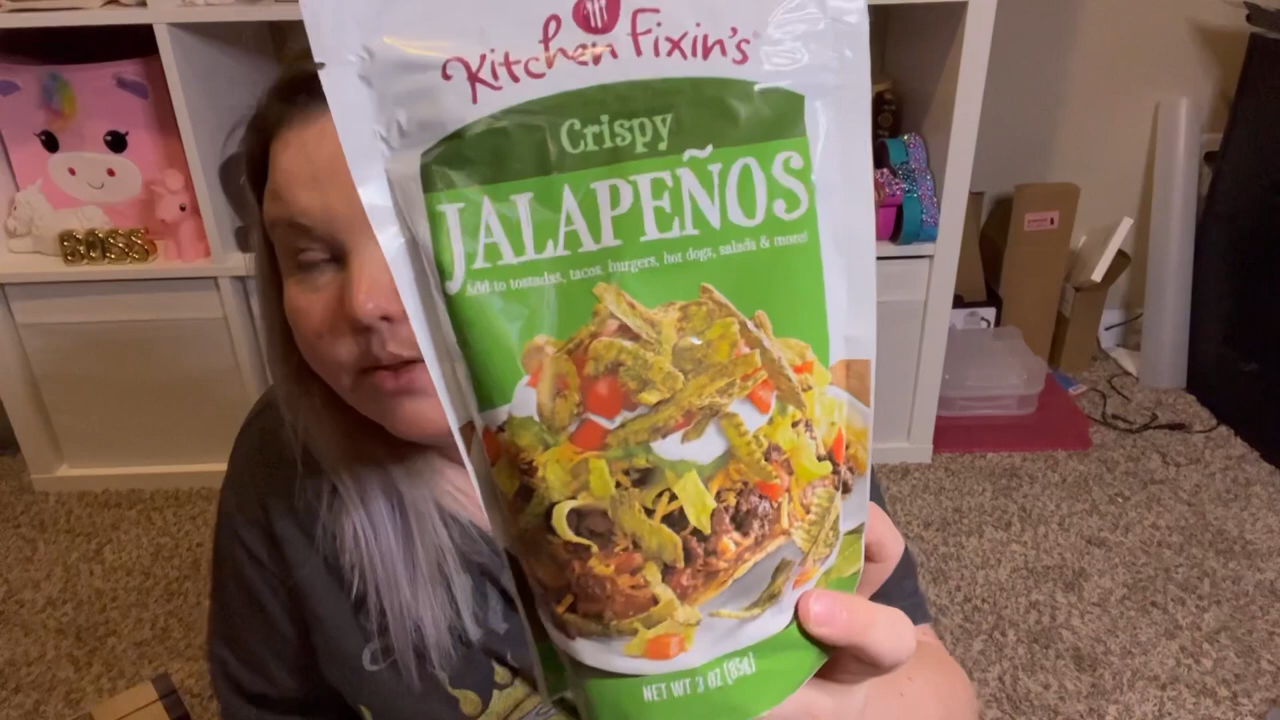 Kitchen Fixin's
Crispy
JALAPEÑOS
Add to tostadas, tacos, burgers, hot dogs, salads & more!
NET WT 3 OZ (85g)
BOSS